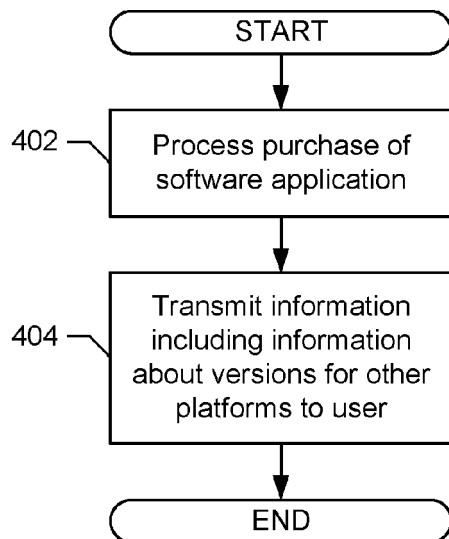 START
402
Process purchase of
software application
404
Transmit information
including information
about versions for other
platforms to user
END